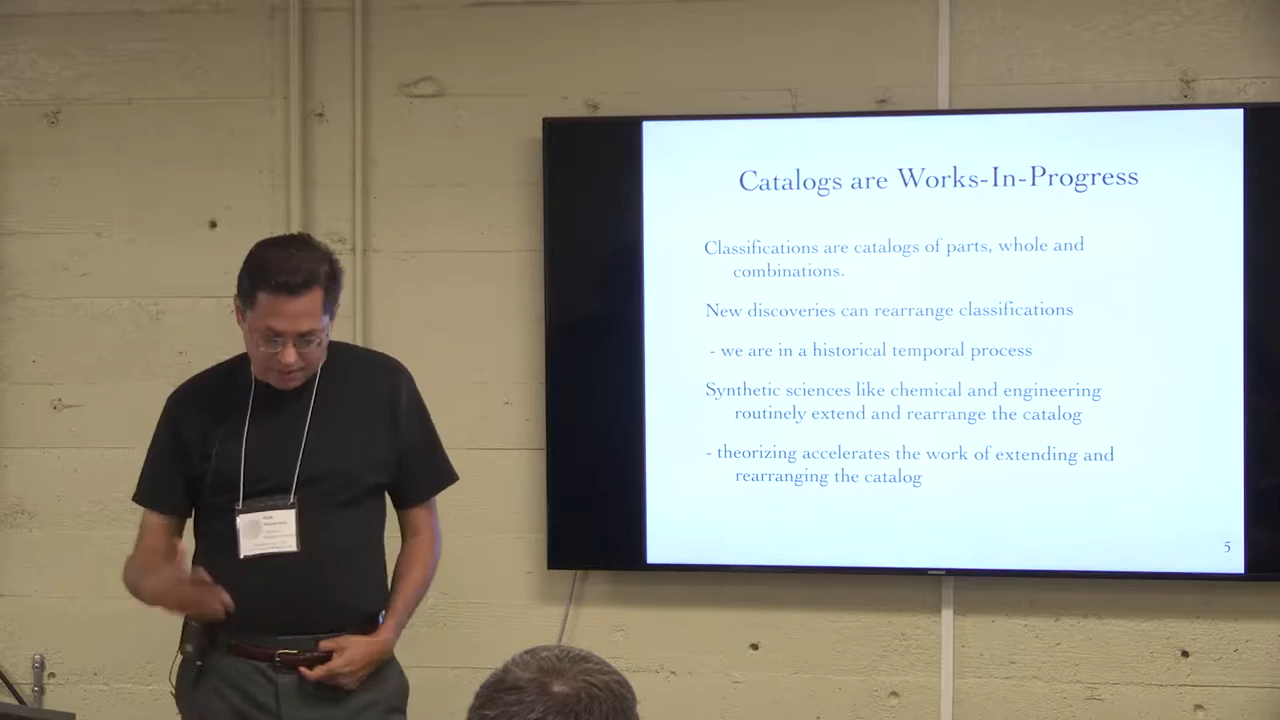 Catalogs are Works-In-Progress
Classifications are catalogs of parts, whole and
combinations.
New discoveries can rearrange classifications
- we are in a historical temporal process
Synthetic sciences like chemical and engineering
routinely extend and rearrange the catalog
- theorizing accelerates the work of extending and
rearranging the catalog
5